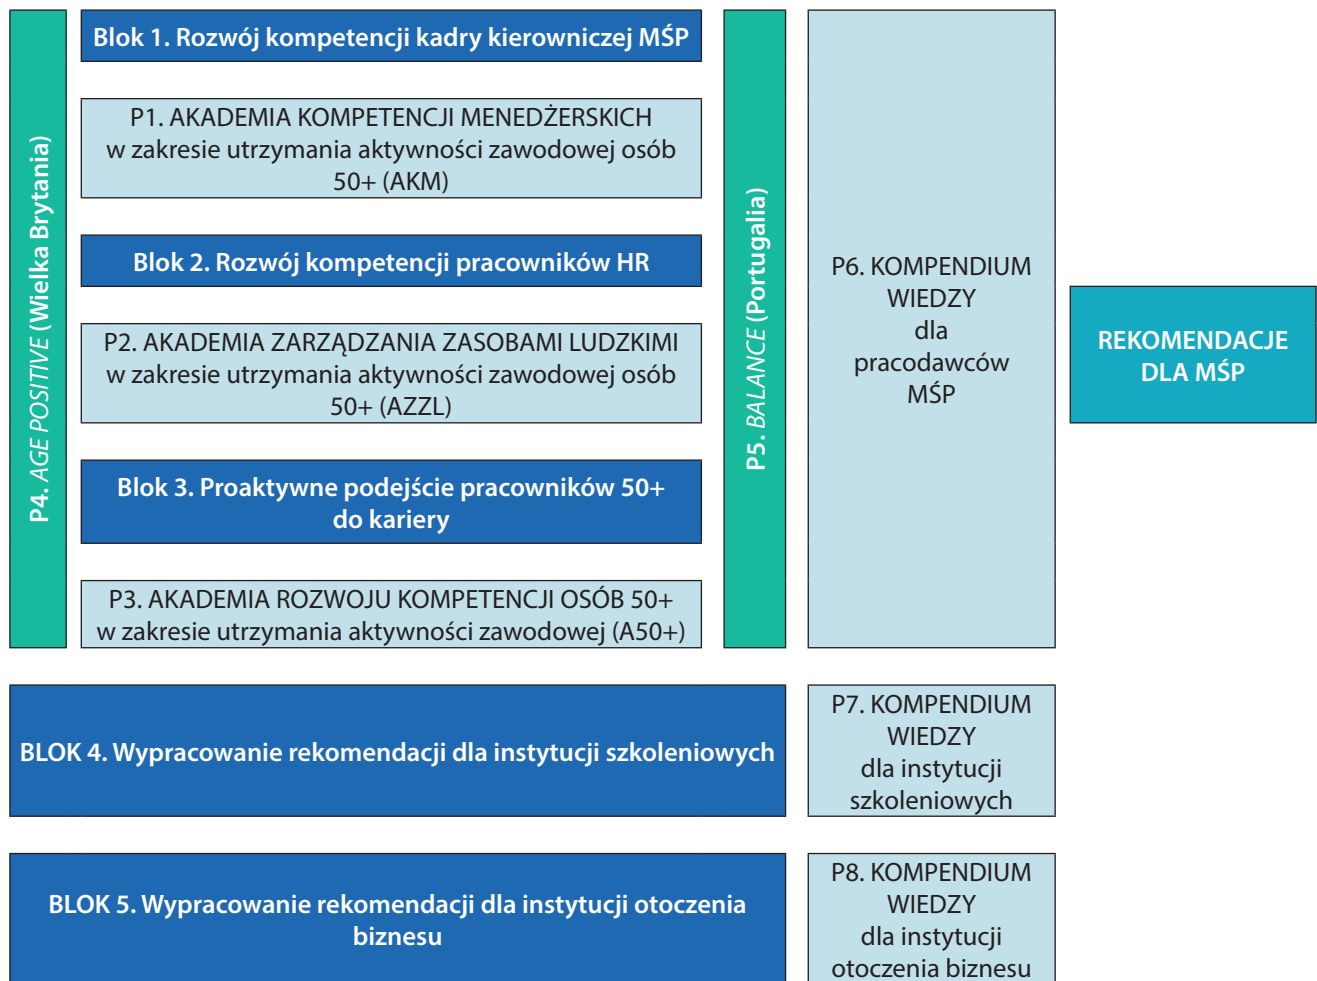 P4. AGE POSITIVE (Wielka Brytania)
Blok 1. Rozwój kompetencji kadry kierowniczej MŚP
P1. AKADEMIA KOMPETENCJI MENEDŻERSKICH
w zakresie utrzymania aktywności zawodowej osób
50+ (AKM)
Blok 2. Rozwój kompetencji pracowników HR
P2. AKADEMIA ZARZĄDZANIA ZASOBAMI LUDZKIMI
w zakresie utrzymania aktywności zawodowej osób
50+ (AZZL)
Blok 3. Proaktywne podejście pracowników 50+
do kariery
P3. AKADEMIA ROZWOJU KOMPETENCJI OSÓB 50+
w zakresie utrzymania aktywności zawodowej (A50+)
P5. BALANCE (Portugalia)
P6. KOMPENDIUM
WIEDZY
dla
pracodawców
MŚP
REKOMENDACJE
DLA MŚP
BLOK 4. Wypracowanie rekomendacji dla instytucji szkoleniowych
P7. KOMPENDIUM
WIEDZY
dla instytucji
szkoleniowych
BLOK 5. Wypracowanie rekomendacji dla instytucji otoczenia
biznesu
P8. KOMPENDIUM
WIEDZY
dla instytucji
otoczenia biznesu